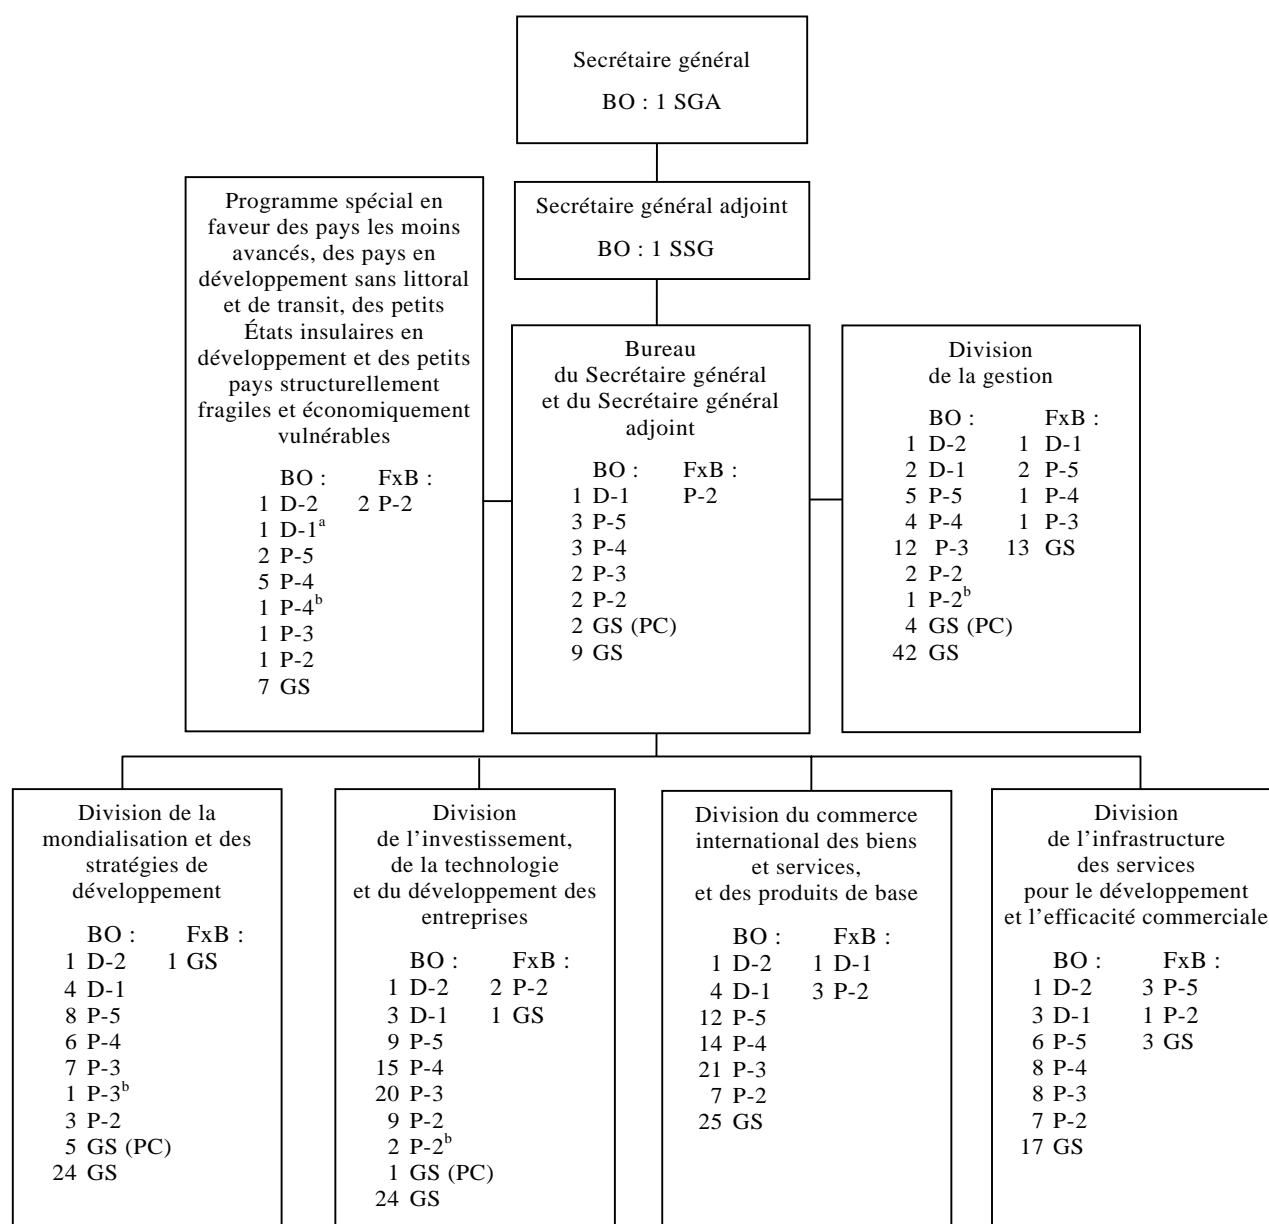 Secrétaire général
BO : 1 SGA
Secrétaire général adjoint
BO : 1 SSG
Programme spécial en
faveur des pays les moins
avancés, des pays en
développement sans littoral
et de transit, des petits
États insulaires en
développement et des petits
pays structurellement
fragiles et économiquement
vulnérables
BO : FxB :
1 D-2 2 P-2
1 D-1a
2 P-5
5 P-4
1 P-4b
1 P-3
1 P-2
7 GS
Bureau
du Secrétaire général
et du Secrétaire général
adjoint
BO : FxB :
1 D-1 P-2
3 P-5
3 P-4
2 P-3
2 P-2
2 GS (PC)
9 GS
Division
de la gestion
BO : FxB :
1 D-2 1 D-1
2 D-1 2 P-5
5 P-5 1 P-4
4 P-4 1 P-3
12 P-3 13 GS
2 P-2
1 P-2b
4 GS (PC)
42 GS
Division de la
mondialisation et des
stratégies de
développement
BO : FxB :
1 D-2 1 GS
4 D-1
8 P-5
6 P-4
7 P-3
1 P-3b
3 P-2
5 GS (PC)
24 GS
Division
de l’investissement,
de la technologie
et du développement des
entreprises
BO : FxB :
1 D-2 2 P-2
3 D-1 1 GS
9 P-5
15 P-4
20 P-3
9 P-2
2 P-2b
1 GS (PC)
24 GS
Division du commerce
international des biens
et services,
et des produits de base
BO : FxB :
1 D-2 1 D-1
4 D-1 3 P-2
12 P-5
14 P-4
21 P-3
7 P-2
25 GS
Division
de l’infrastructure
des services
pour le développement
et l’efficacité commerciale
BO : FxB :
1 D-2 3 P-5
3 D-1 1 P-2
6 P-5 3 GS
8 P-4
8 P-3
7 P-2
17 GS